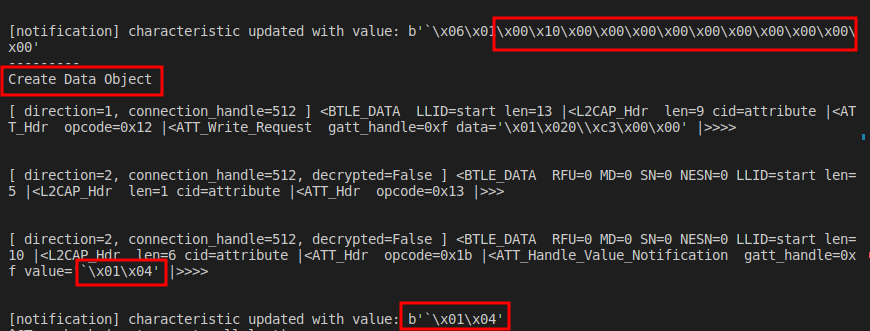 [notification] characteristic updated with value: b'`\x06\x01\x00\x10\x00\x00\x00\x00\x00\x00\x00\x00\
x00'
---------
Create Data Object
[ direction=1, connection_handle=512 ] <BTLE_DATA  LLID=start len=13 |<L2CAP_Hdr  len=9 cid=attribute |<AT
T_Hdr  opcode=0x12 |<ATT_Write_Request  gatt_handle=0xf data='\x01\x020\\xc3\x00\x00' |>>>>
[ direction=2, connection_handle=512, decrypted=False ] <BTLE_DATA  RFU=0 MD=0 SN=0 NESN=0 LLID=start len=
5 |<L2CAP_Hdr  len=1 cid=attribute |<ATT_Hdr  opcode=0x13 |>>>
[ direction=2, connection_handle=512, decrypted=False ] <BTLE_DATA  RFU=0 MD=0 SN=0 NESN=0 LLID=start len=
10 |<L2CAP_Hdr  len=6 cid=attribute |<ATT_Hdr  opcode=0x1b |<ATT_Handle_Value_Notification  gatt_handle=0x
f value= `\x01\x04' |>>>>
[notification] characteristic updated with value: b'`\x01\x04'